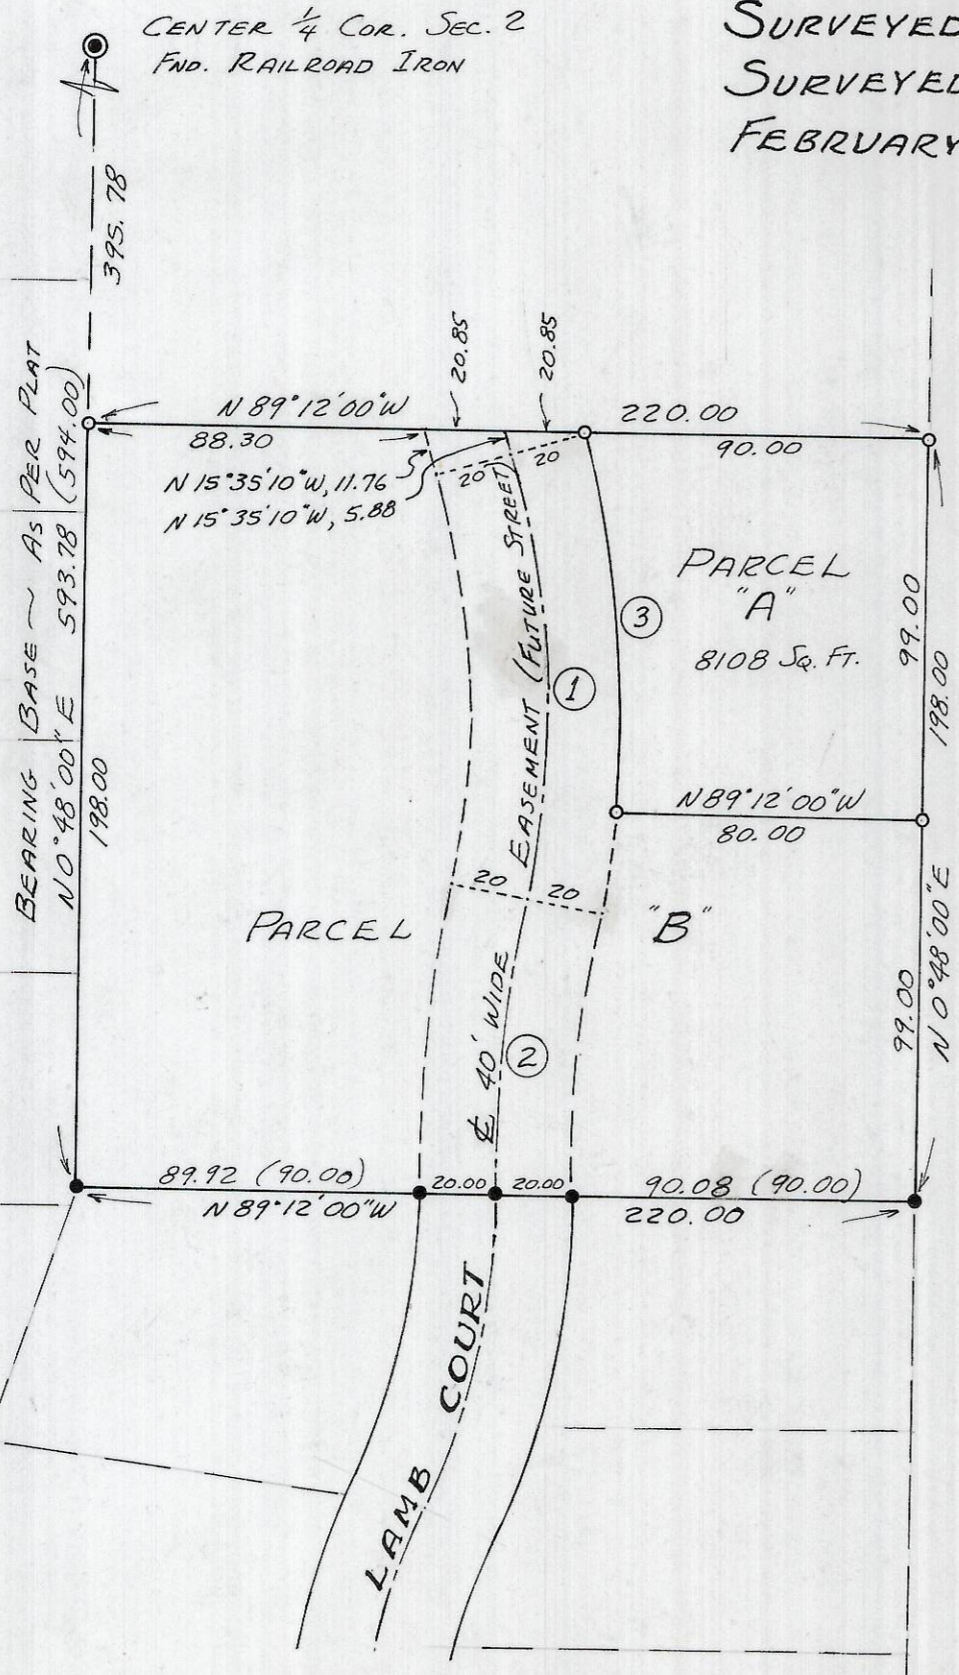 CENTER 1/4 COR. SEC. 2
FND. RAILROAD IRON
SURVEYED
SURVEYED
FEBRUARY
395.78
BEARING BASE ~ AS PER PLAT
N 0°48'00" E 593.78 (594.00)
198.00
N 89°12'00" W
88.30
20.85
20.85
220.00
90.00
N 15°35'10" W, 11.76
N 15°35'10" W, 5.88
20
20
PARCEL
"A"
8108 SQ. FT.
99.00
198.00
3
1
EASEMENT (FUTURE STREET)
N 89°12'00" W
80.00
20
20
PARCEL
"B"
99.00
N 0°48'00" E
℄ 40' WIDE
2
89.92 (90.00)
20.00
20.00
90.08 (90.00)
N 89°12'00" W
220.00
LAMB COURT